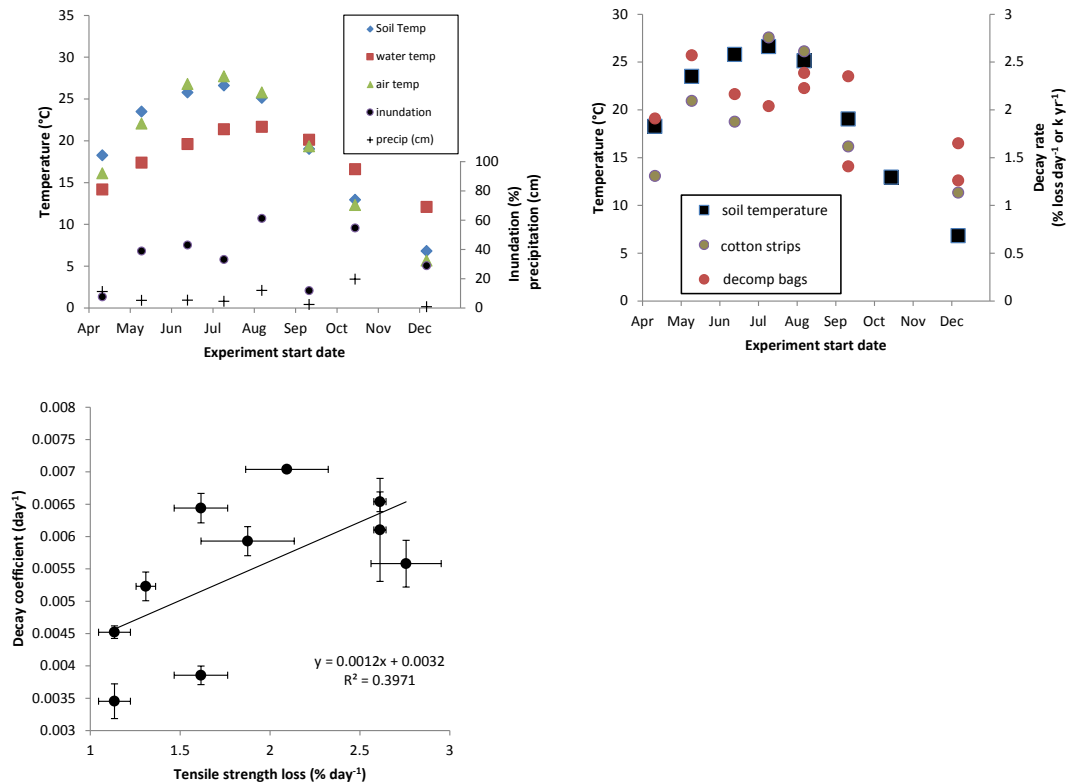 35
30
25
20
15
10
5
0
Temperature (°C)
Soil Temp
water temp
air temp
inundation
precip (cm)
100
80
60
40
20
0
Inundation (%)
precipitation (cm)
Apr May Jun Jul Aug Sep Oct Nov Dec
Experiment start date
30
25
20
15
10
5
0
Temperature (°C)
soil temperature
cotton strips
decomp bags
3
2.5
2
1.5
1
0.5
0
Decay rate
(% loss day⁻¹ or k yr⁻¹)
Apr May Jun Jul Aug Sep Oct Nov Dec
Experiment start date
0.008
0.0075
0.007
0.0065
0.006
0.0055
0.005
0.0045
0.004
0.0035
0.003
Decay coefficient (day⁻¹)
y = 0.0012x + 0.0032
R² = 0.3971
1 1.5 2 2.5 3
Tensile strength loss (% day⁻¹)